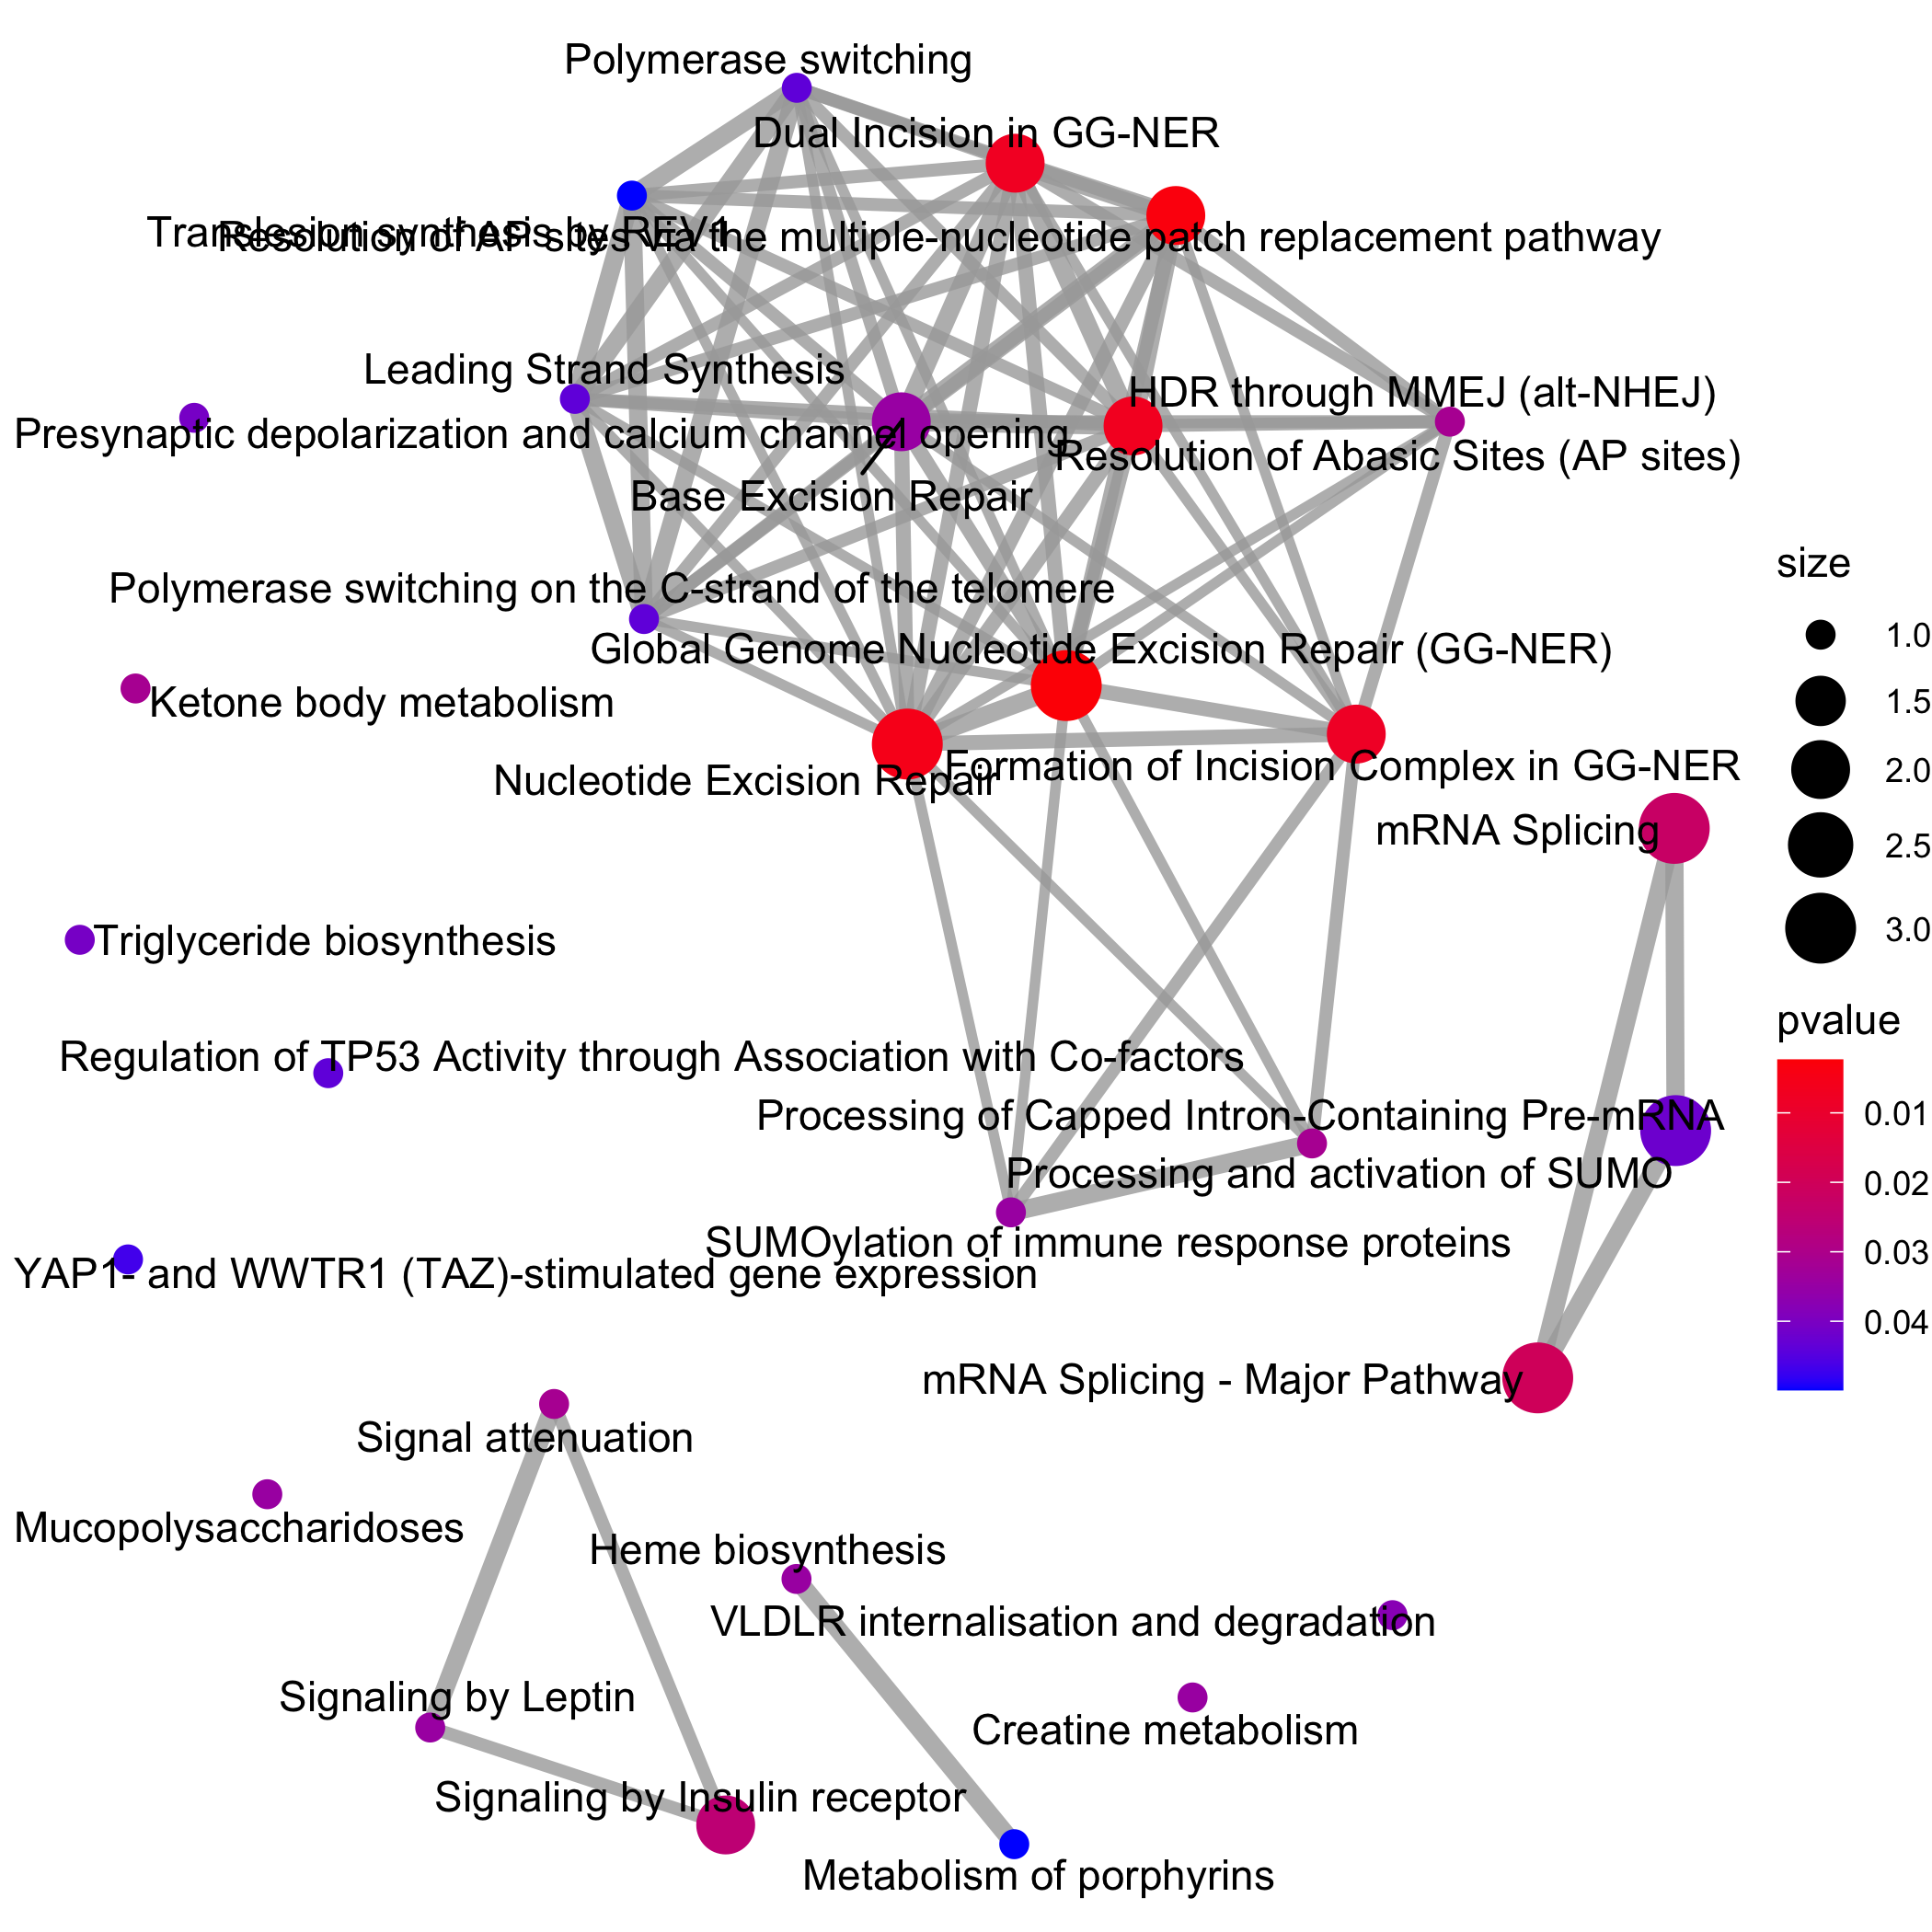 Polymerase switching
Dual Incision in GG-NER
Translesion synthesis by REV1
Resolution of AP sites via the multiple-nucleotide patch replacement pathway
Leading Strand Synthesis
HDR through MMEJ (alt-NHEJ)
Presynaptic depolarization and calcium channel opening
Resolution of Abasic Sites (AP sites)
Base Excision Repair
Polymerase switching on the C-strand of the telomere
Global Genome Nucleotide Excision Repair (GG-NER)
Ketone body metabolism
Formation of Incision Complex in GG-NER
Nucleotide Excision Repair
mRNA Splicing
Triglyceride biosynthesis
Regulation of TP53 Activity through Association with Co-factors
Processing of Capped Intron-Containing Pre-mRNA
Processing and activation of SUMO
SUMOylation of immune response proteins
YAP1- and WWTR1 (TAZ)-stimulated gene expression
mRNA Splicing - Major Pathway
Signal attenuation
Mucopolysaccharidoses
Heme biosynthesis
VLDLR internalisation and degradation
Signaling by Leptin
Creatine metabolism
Signaling by Insulin receptor
Metabolism of porphyrins
size
1.0
1.5
2.0
2.5
3.0
pvalue
0.01
0.02
0.03
0.04